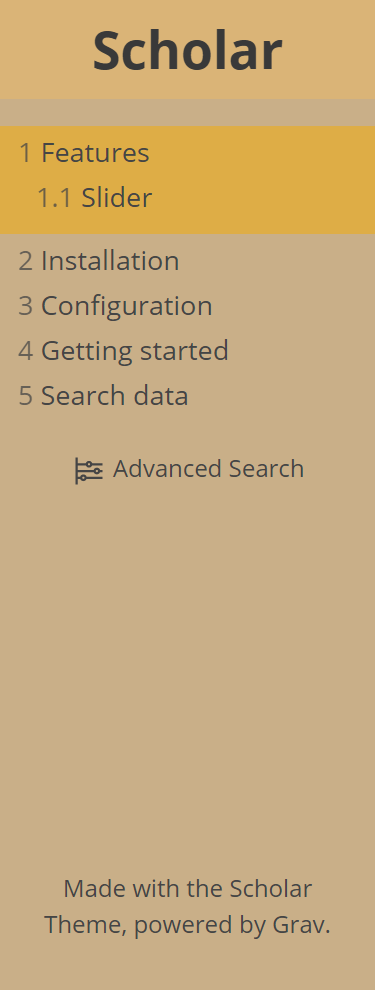 Scholar
1 Features
1.1 Slider
2 Installation
3 Configuration
4 Getting started
5 Search data
Advanced Search
Made with the Scholar
Theme, powered by Grav.